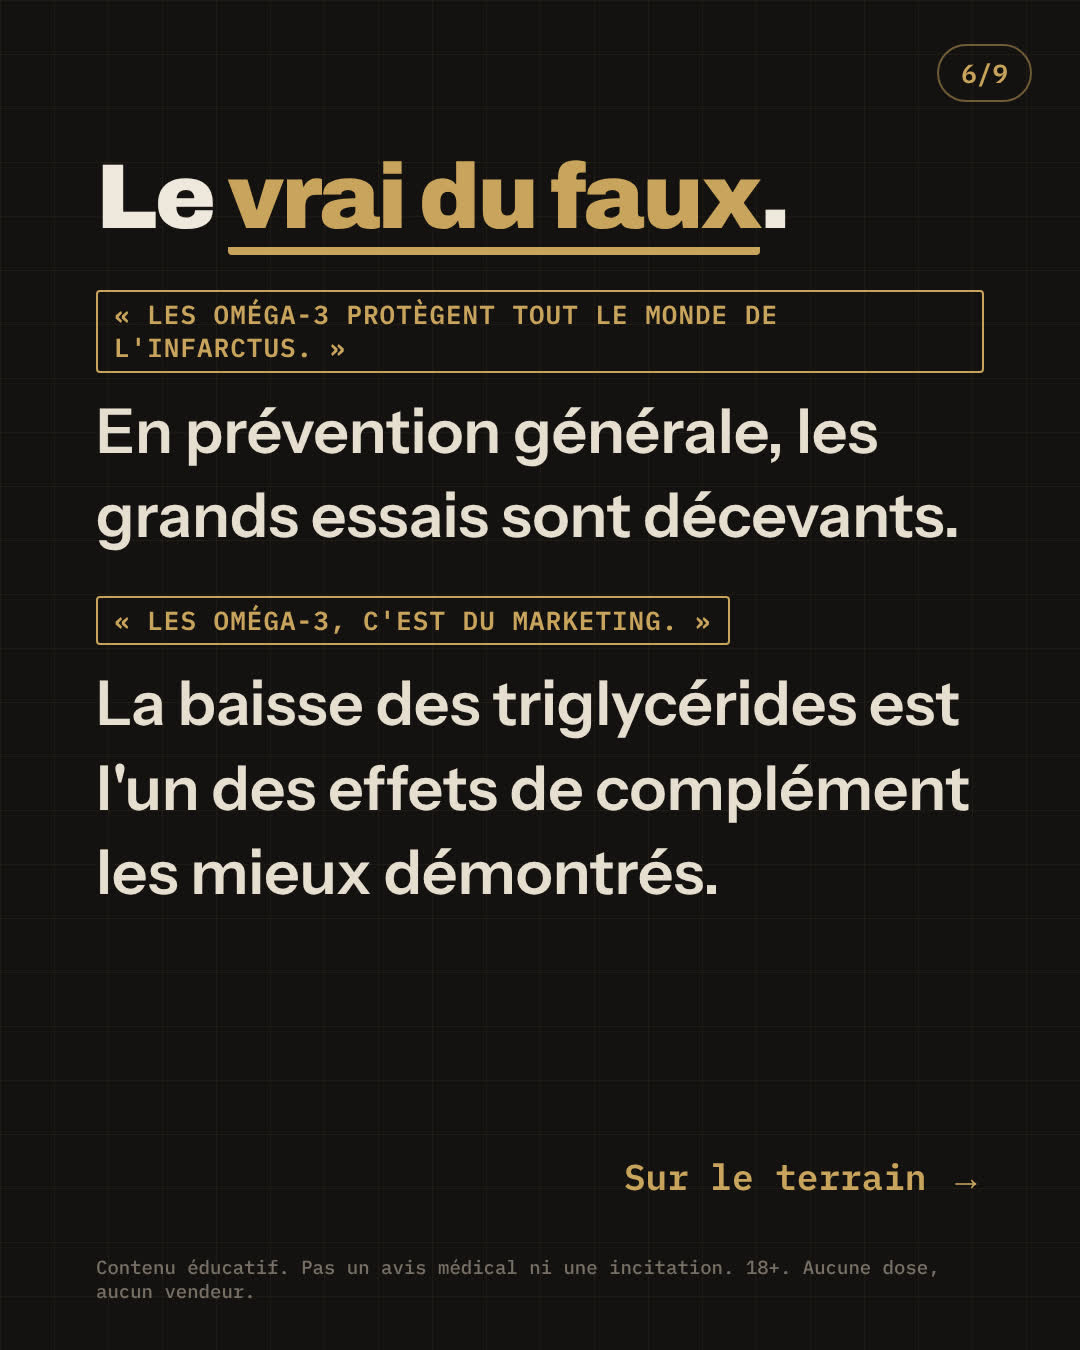 6/9
Le vrai du faux.
« LES OMÉGA-3 PROTÈGENT TOUT LE MONDE DE
L'INFARCTUS. »
En prévention générale, les
grands essais sont décevants.
« LES OMÉGA-3, C'EST DU MARKETING. »
La baisse des triglycérides est
l'un des effets de complément
les mieux démontrés.
Sur le terrain →
Contenu éducatif. Pas un avis médical ni une incitation. 18+. Aucune dose,
aucun vendeur.